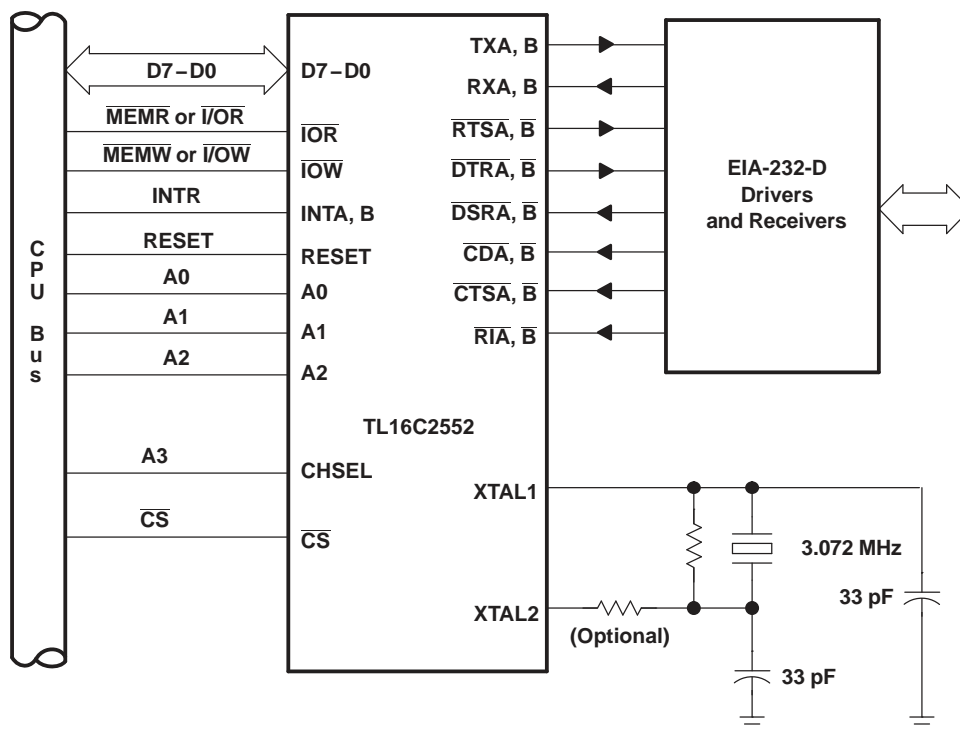 CPU Bus
D7–D0
MEMR or I/OR
MEMW or I/OW
INTR
RESET
A0
A1
A2
A3
CS
D7–D0
IOR
IOW
INTA, B
RESET
A0
A1
A2
TL16C2552
CHSEL
CS
TXA, B
RXA, B
RTSA, B
DTRA, B
DSRA, B
CDA, B
CTSA, B
RIA, B
XTAL1
XTAL2
EIA-232-D
Drivers
and Receivers
3.072 MHz
33 pF
(Optional)
33 pF